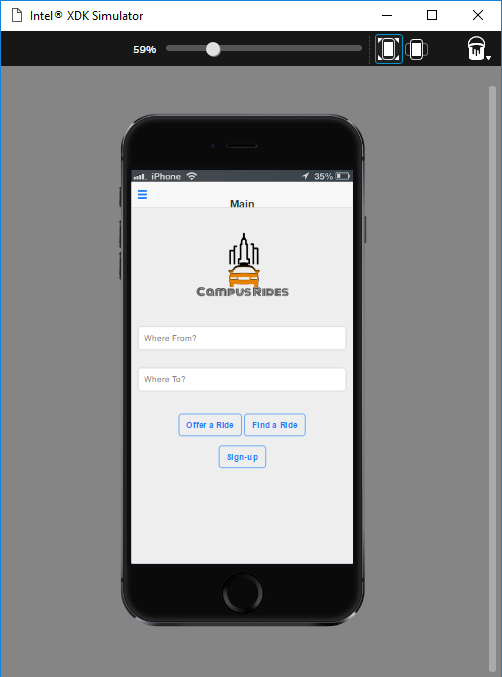 Intel® XDK Simulator
59%
iPhone 35%
Main
CampusRides
Where From?
Where To?
Offer a Ride Find a Ride
Sign-up